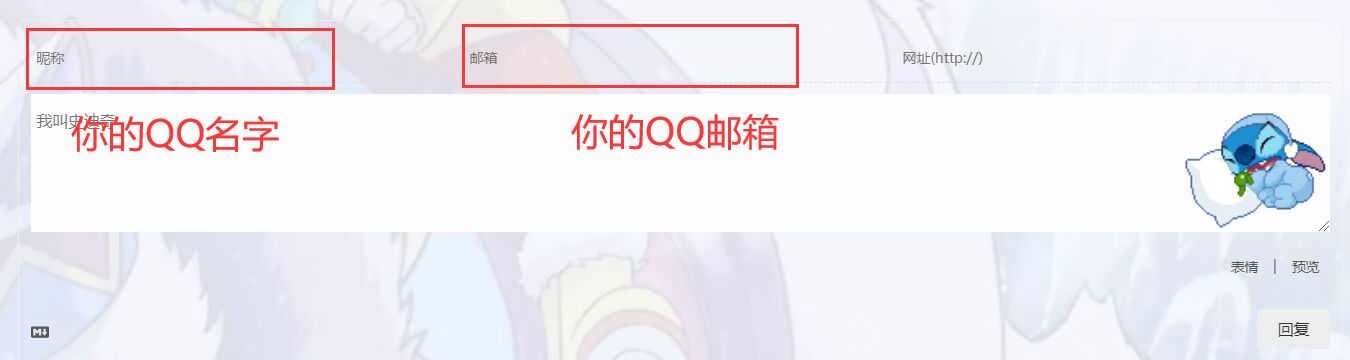 昵称
邮箱
网址(http://)
我叫史迪奇
你的QQ名字
你的QQ邮箱
表情 | 预览
M↓
回复